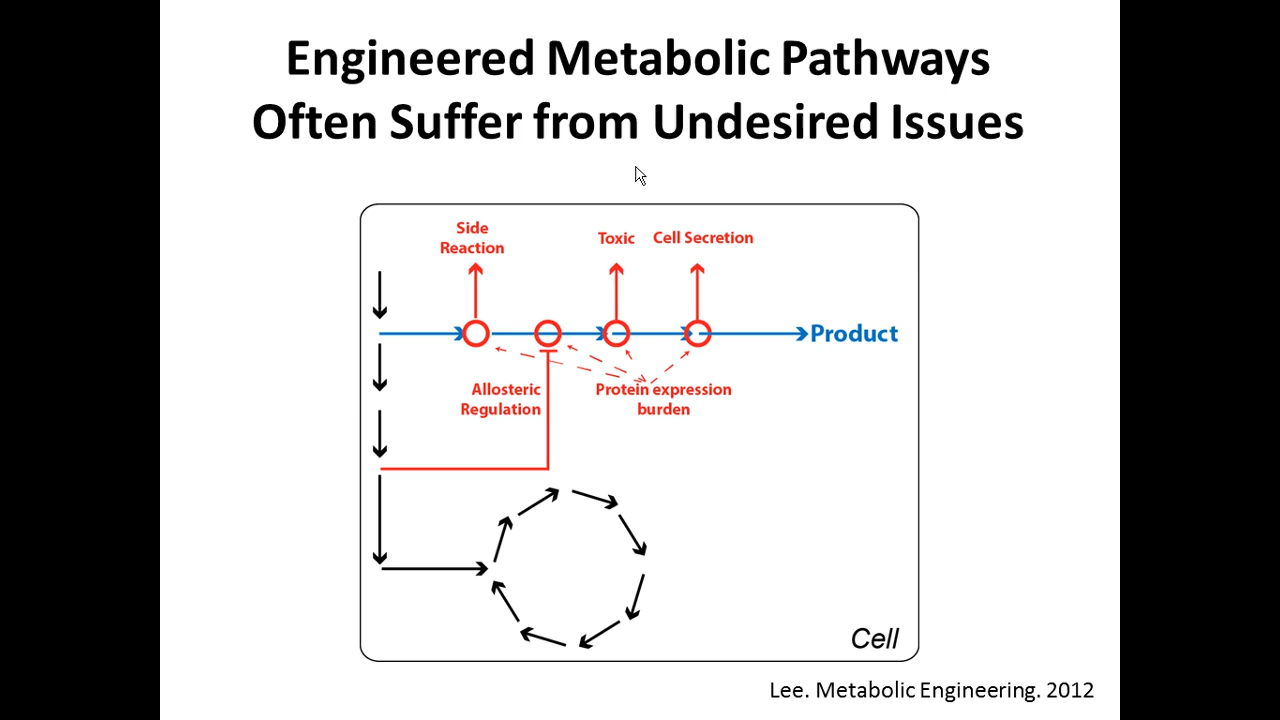 Engineered Metabolic Pathways
Often Suffer from Undesired Issues
Side
Reaction
Toxic
Cell Secretion
Product
Allosteric
Regulation
Protein expression
burden
Cell
Lee. Metabolic Engineering. 2012